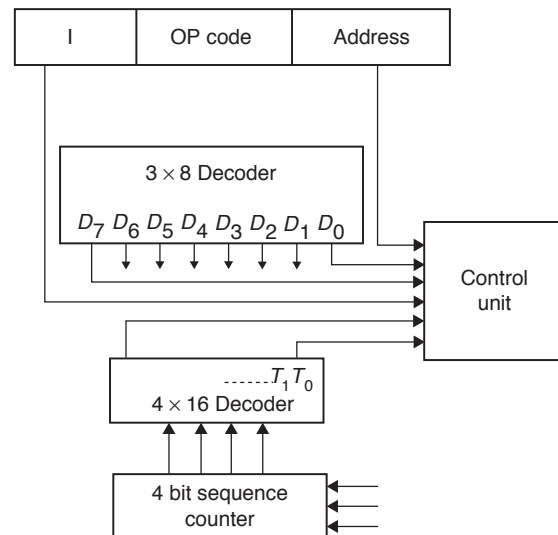 I OP code Address
3 × 8 Decoder
D7 D6 D5 D4 D3 D2 D1 D0
Control
unit
T1 T0
4 × 16 Decoder
4 bit sequence
counter